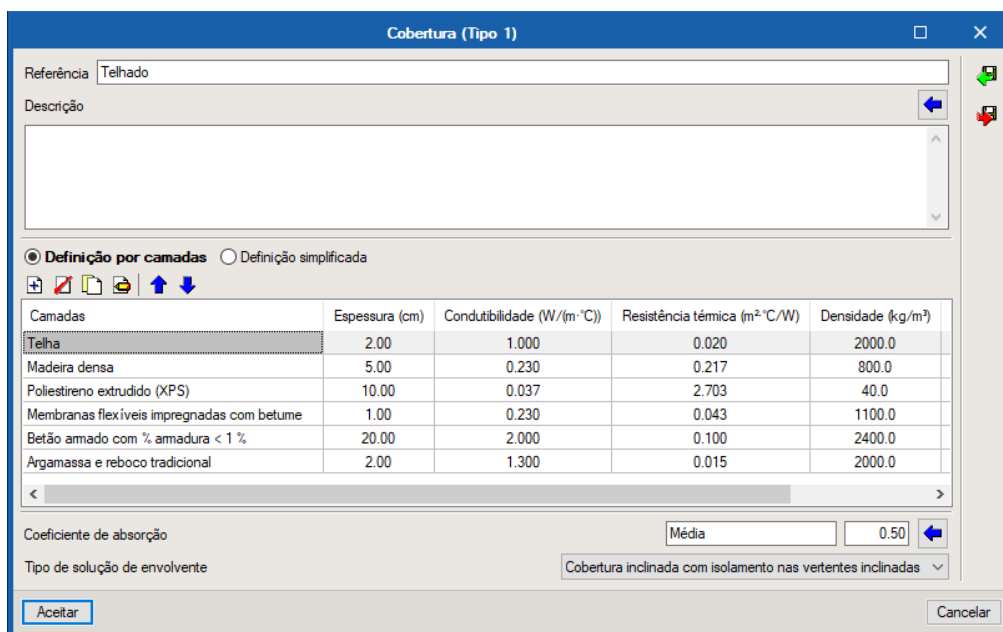 Cobertura (Tipo 1)
Referência Telhado
Descrição
Definição por camadas Definição simplificada
Camadas Espessura (cm) Condutibilidade (W/(m·°C)) Resistência térmica (m²·°C/W) Densidade (kg/m³)
Telha 2.00 1.000 0.020 2000.0
Madeira densa 5.00 0.230 0.217 800.0
Poliestireno extrudido (XPS) 10.00 0.037 2.703 40.0
Membranas flexíveis impregnadas com betume 1.00 0.230 0.043 1100.0
Betão armado com % armadura < 1 % 20.00 2.000 0.100 2400.0
Argamassa e reboco tradicional 2.00 1.300 0.015 2000.0
Coeficiente de absorção Média 0.50
Tipo de solução de envolvente Cobertura inclinada com isolamento nas vertentes inclinadas
Aceitar Cancelar